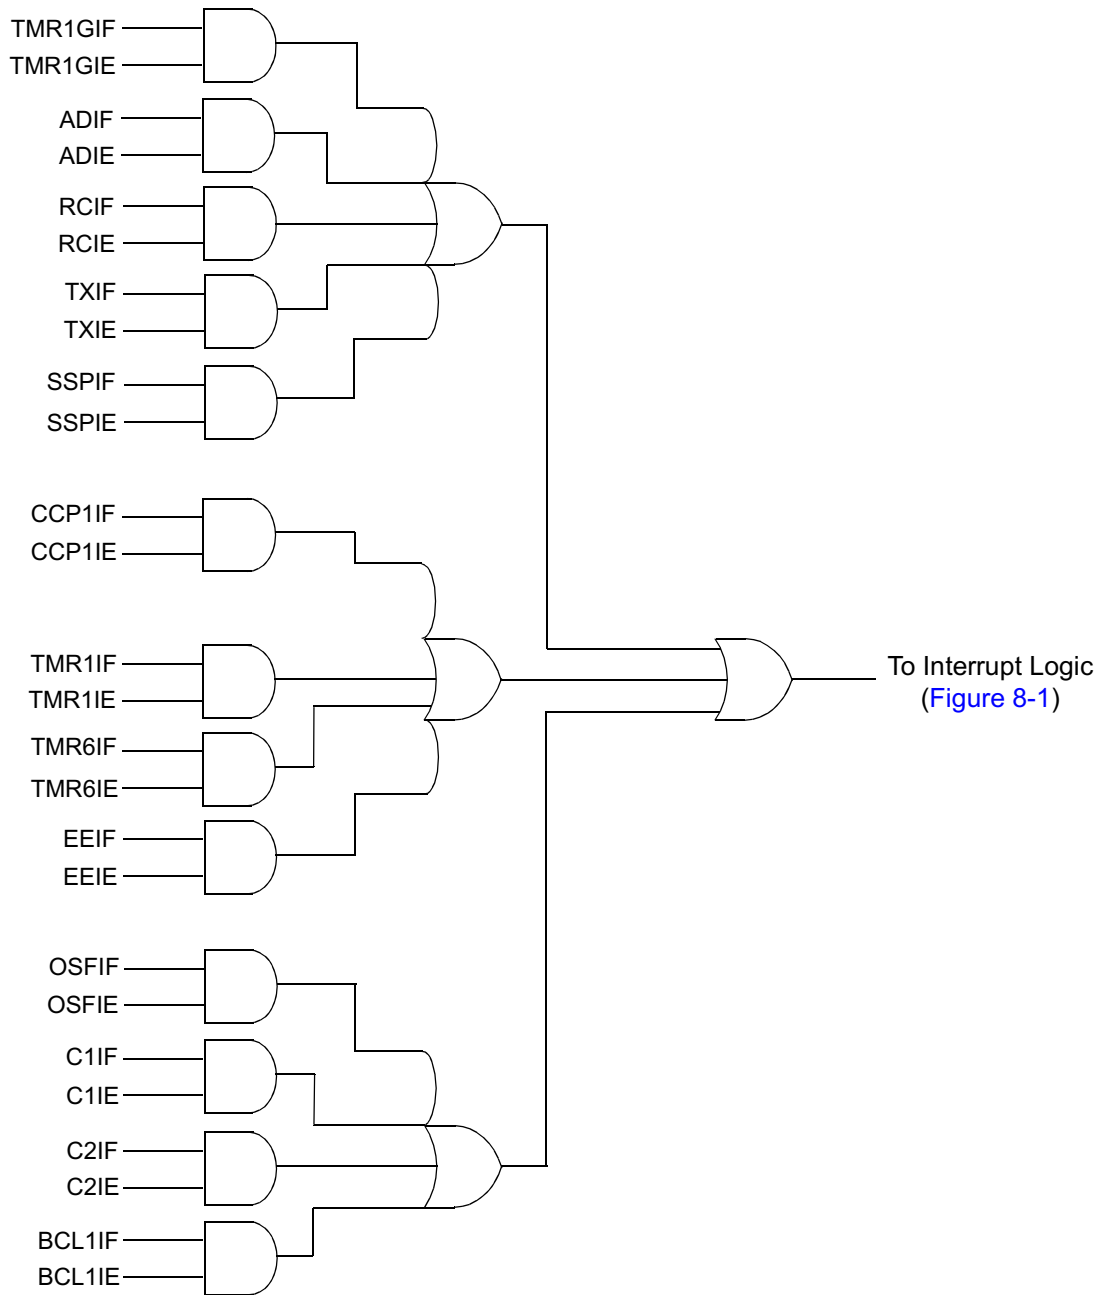 TMR1GIF
TMR1GIE
ADIF
ADIE
RCIF
RCIE
TXIF
TXIE
SSPIF
SSPIE
CCP1IF
CCP1IE
TMR1IF
TMR1IE
TMR6IF
TMR6IE
EEIF
EEIE
OSFIF
OSFIE
C1IF
C1IE
C2IF
C2IE
BCL1IF
BCL1IE
To Interrupt Logic
(Figure 8-1)